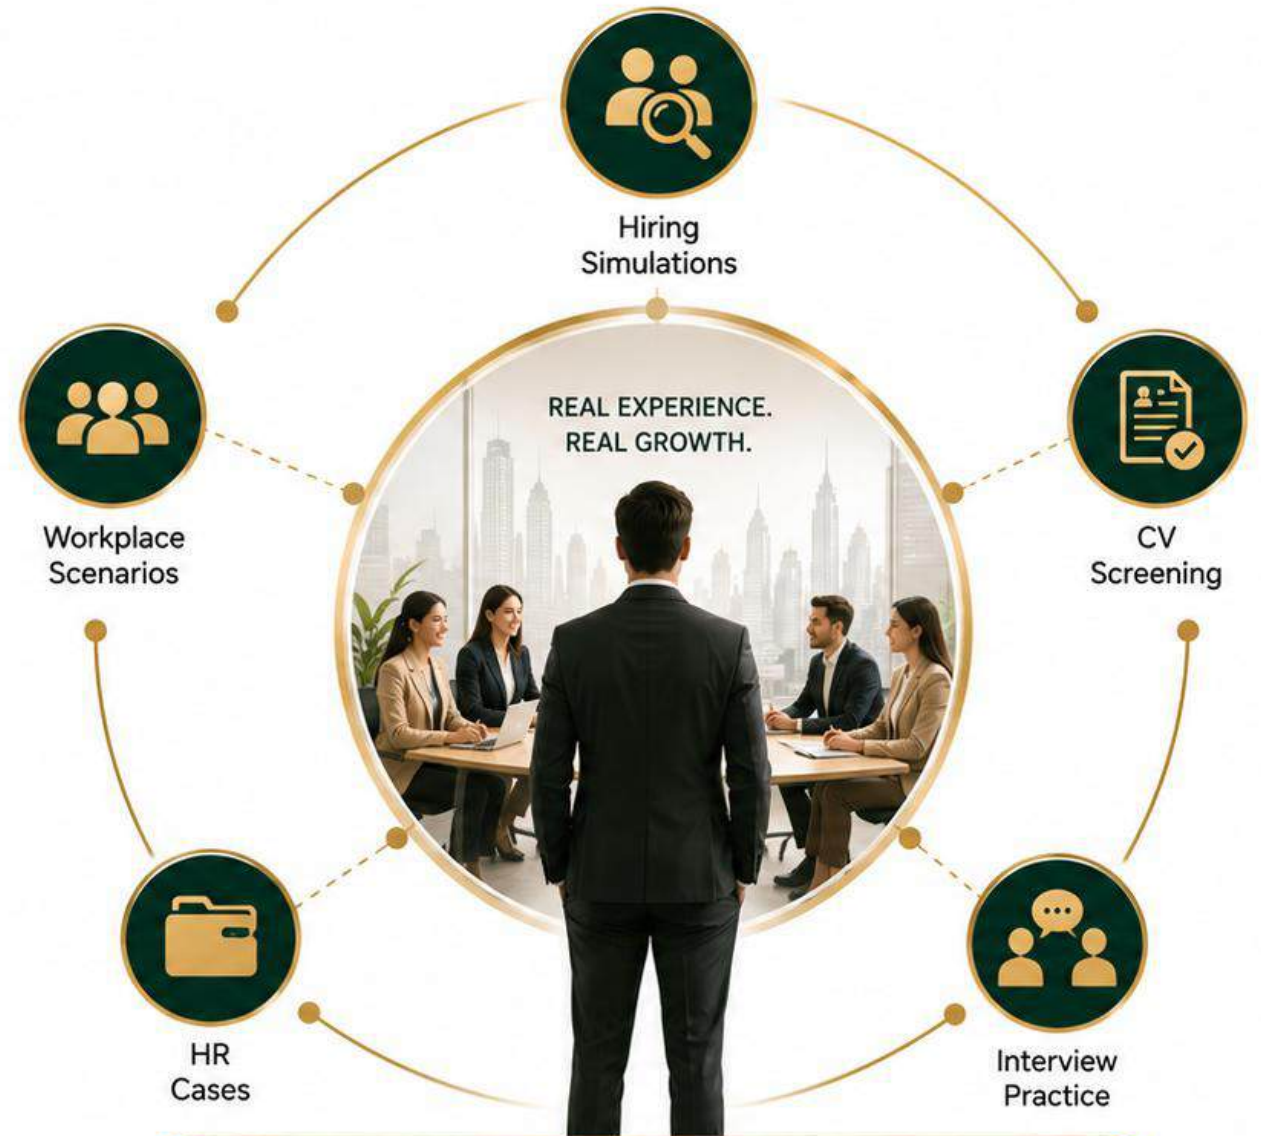 Hiring
Simulations
REAL EXPERIENCE.
REAL GROWTH.
Workplace
Scenarios
CV
Screening
HR
Cases
Interview
Practice